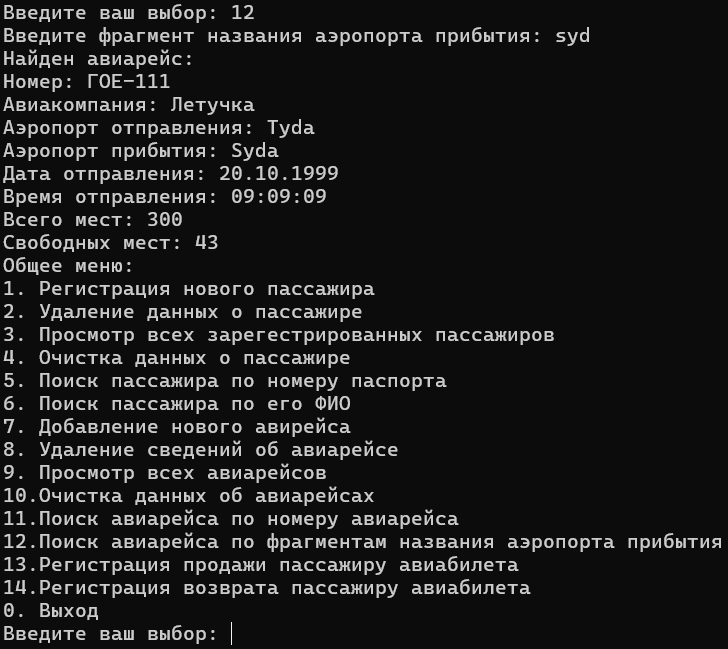 Введите ваш выбор: 12
Введите фрагмент названия аэропорта прибытия: syd
Найден авиарейс:
Номер: ГОЕ-111
Авиакомпания: Летучка
Аэропорт отправления: Tyda
Аэропорт прибытия: Syda
Дата отправления: 20.10.1999
Время отправления: 09:09:09
Всего мест: 300
Свободных мест: 43
Общее меню:
1. Регистрация нового пассажира
2. Удаление данных о пассажире
3. Просмотр всех зарегестрированных пассажиров
4. Очистка данных о пассажире
5. Поиск пассажира по номеру паспорта
6. Поиск пассажира по его ФИО
7. Добавление нового авирейса
8. Удаление сведений об авиарейсе
9. Просмотр всех авиарейсов
10.Очистка данных об авиарейсах
11.Поиск авиарейса по номеру авиарейса
12.Поиск авиарейса по фрагментам названия аэропорта прибытия
13.Регистрация продажи пассажиру авиабилета
14.Регистрация возврата пассажиру авиабилета
0. Выход
Введите ваш выбор: